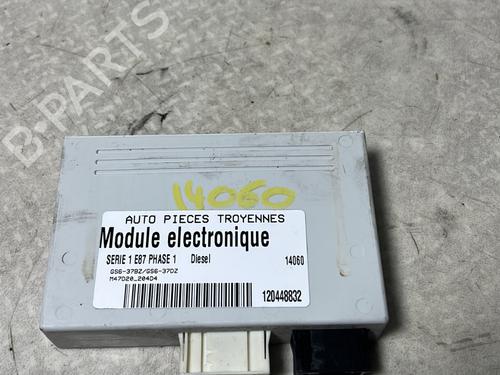 B-PARTS
14060
AUTO PIECES TROYENNES
Module electronique
SERIE 1 E87 PHASE 1 Diesel 14060
GS6-37BZ/GS6-37DZ
M47D20_204D4
120448832